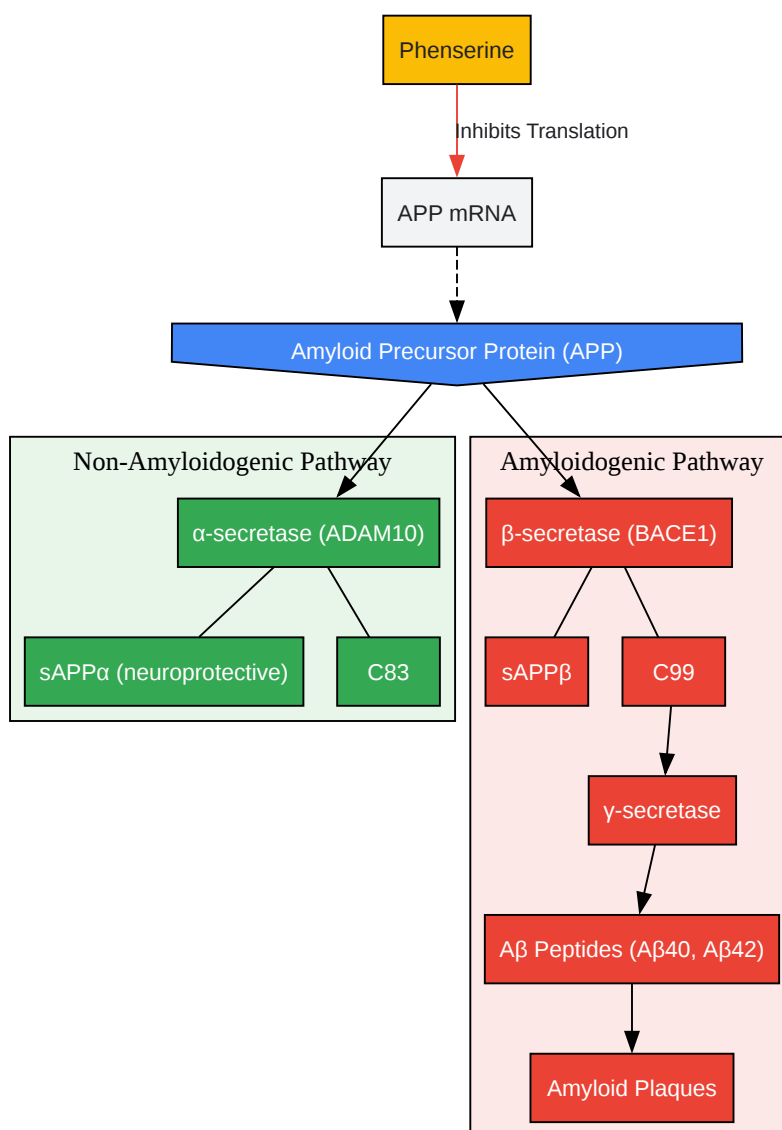 Phenserine
Inhibits Translation
APP mRNA
Amyloid Precursor Protein (APP)
Non-Amyloidogenic Pathway
α-secretase (ADAM10)
sAPPα (neuroprotective)
C83
Amyloidogenic Pathway
β-secretase (BACE1)
sAPPβ
C99
γ-secretase
Aβ Peptides (Aβ40, Aβ42)
Amyloid Plaques